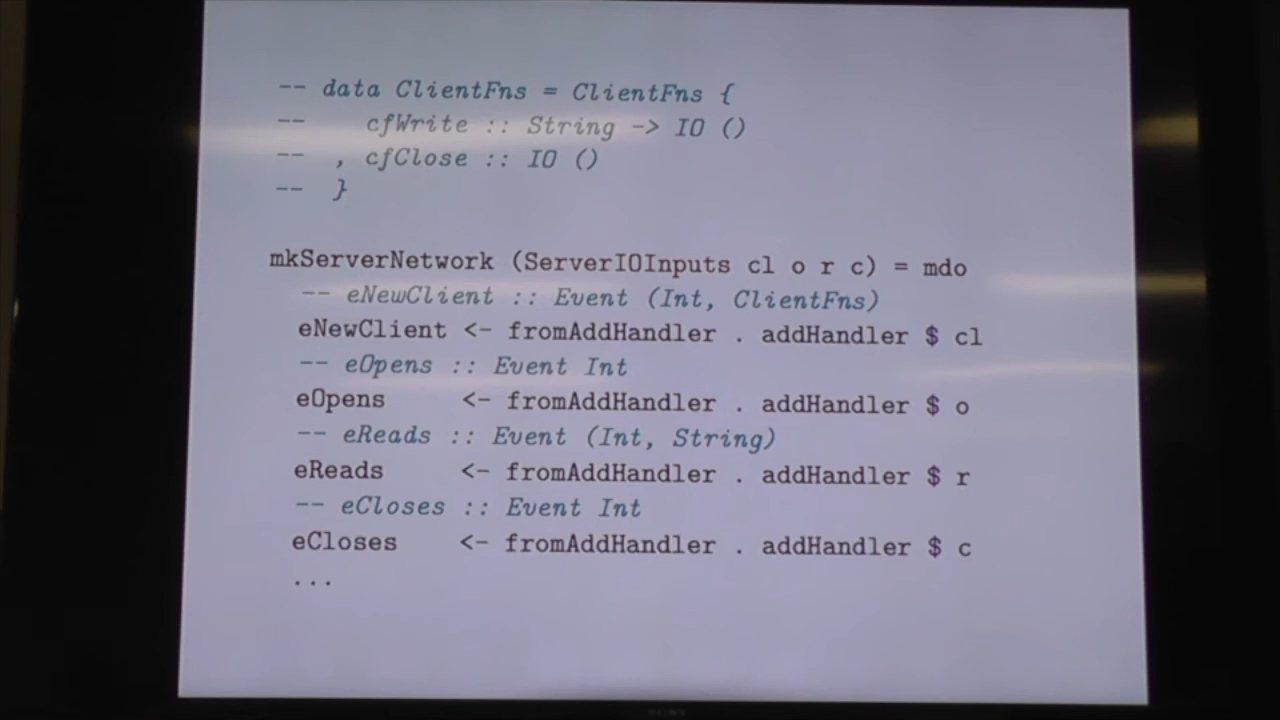 -- data ClientFns = ClientFns {
--     cfWrite :: String -> IO ()
--   , cfClose :: IO ()
--   }
mkServerNetwork (ServerIOInputs cl o r c) = mdo
  -- eNewClient :: Event (Int, ClientFns)
  eNewClient <- fromAddHandler . addHandler $ cl
  -- eOpens :: Event Int
  eOpens     <- fromAddHandler . addHandler $ o
  -- eReads :: Event (Int, String)
  eReads     <- fromAddHandler . addHandler $ r
  -- eCloses :: Event Int
  eCloses    <- fromAddHandler . addHandler $ c
  ...